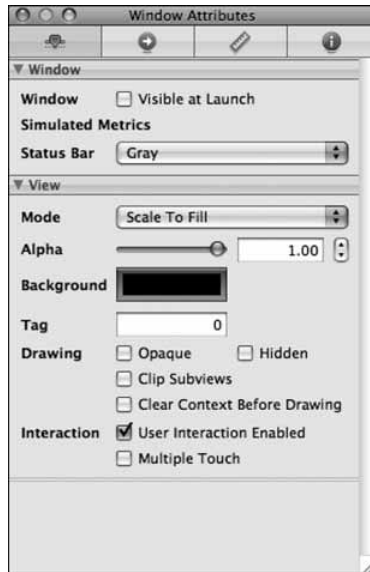 Window Attributes
Window
Window Visible at Launch
Simulated Metrics
Status Bar Gray
View
Mode Scale To Fill
Alpha 1.00
Background
Tag 0
Drawing Opaque Hidden
Clip Subviews
Clear Context Before Drawing
Interaction User Interaction Enabled
Multiple Touch